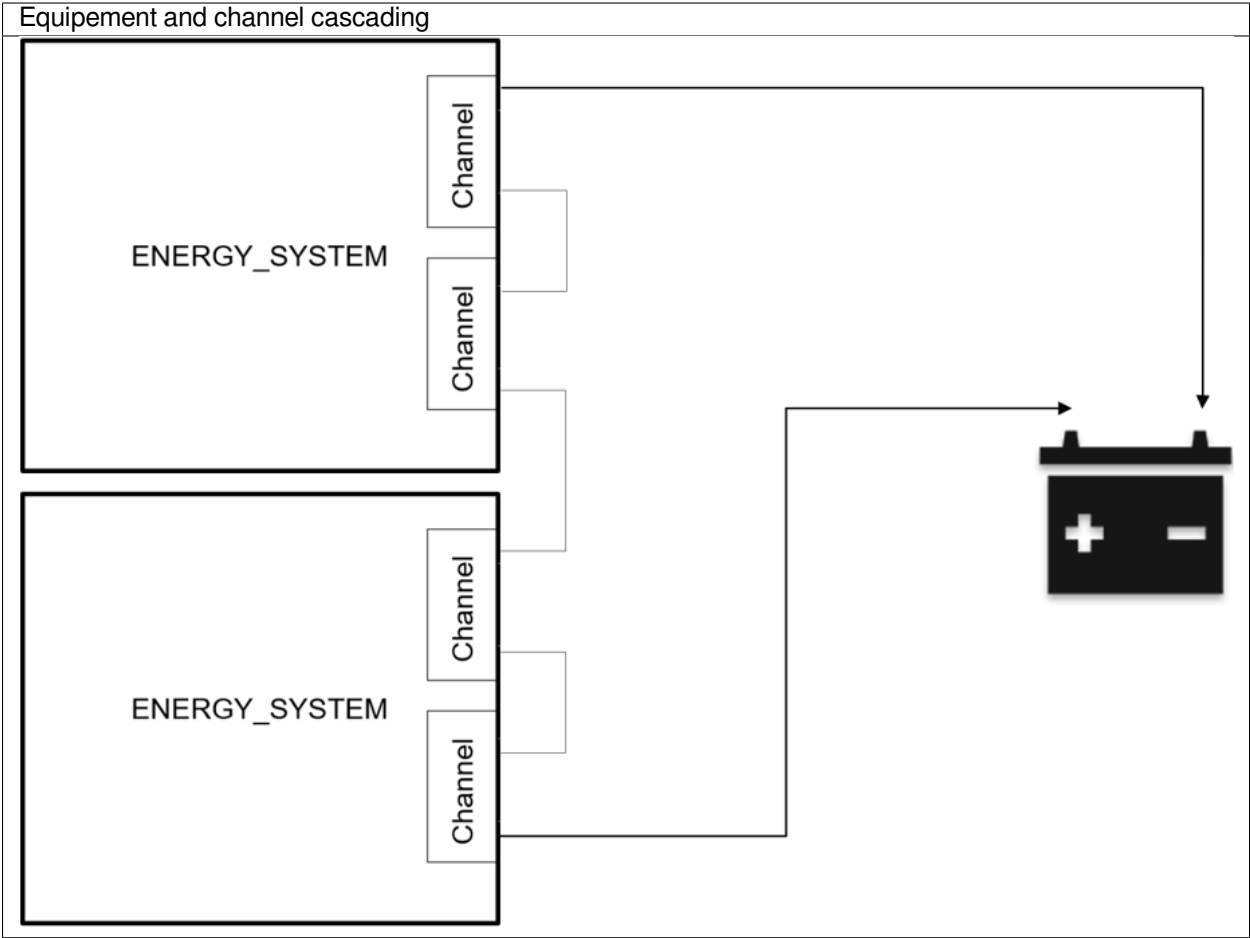 Equipement and channel cascading
Channel
ENERGY_SYSTEM
Channel
Channel
ENERGY_SYSTEM
Channel